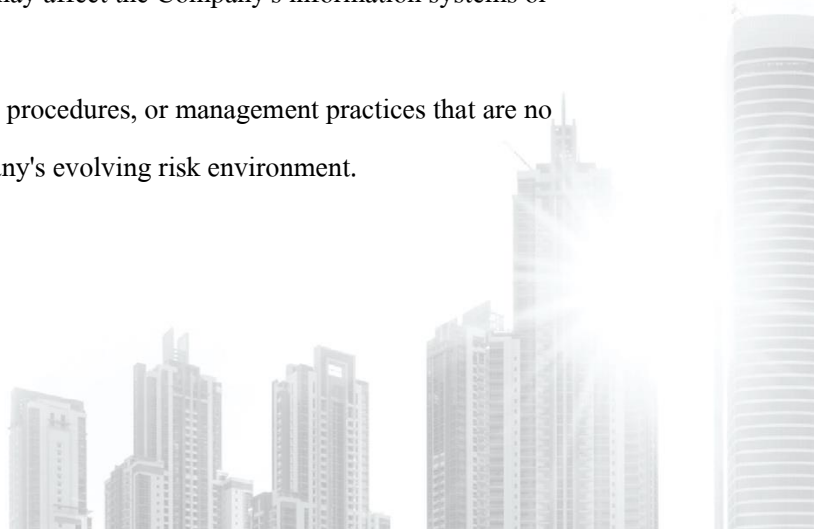 may affect the Company's information systems or
procedures, or management practices that are no
any's evolving risk environment.